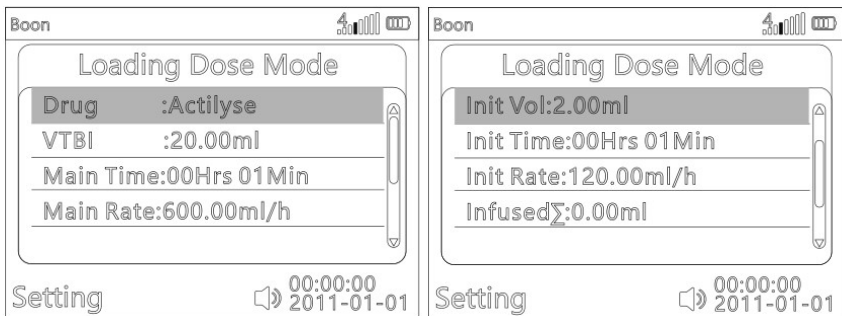 Boon 4
Loading Dose Mode
Drug :Actilyse
VTBI :20.00ml
Main Time:00Hrs 01Min
Main Rate:600.00ml/h
Setting 00:00:00
2011-01-01
Boon 4
Loading Dose Mode
Init Vol:2.00ml
Init Time:00Hrs 01Min
Init Rate:120.00ml/h
Infused∑:0.00ml
Setting 00:00:00
2011-01-01